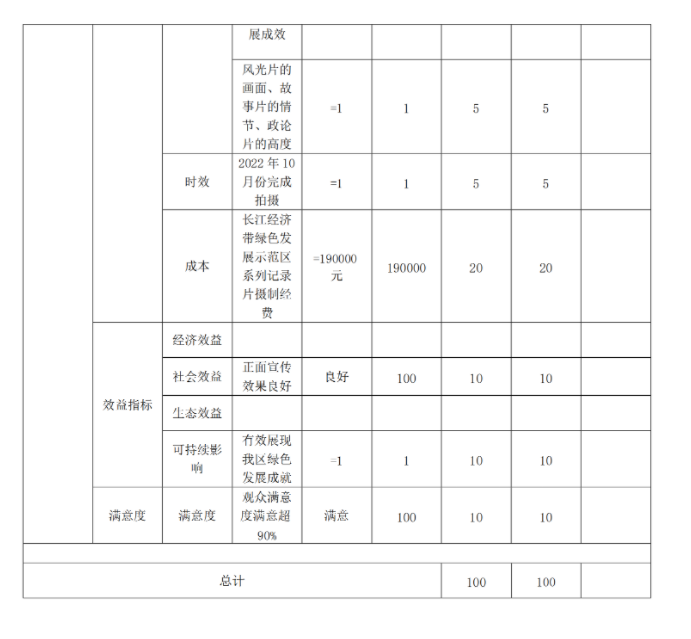 展成效
风光片的
画面、故
事片的情
节、政论
片的高度
=1
1
5
5
时效
2022 年 10
月份完成
拍摄
=1
1
5
5
成本
长江经济
带绿色发
展示范区
系列记录
片摄制经
费
=190000
元
190000
20
20
效益指标
经济效益
社会效益
正面宣传
效果良好
良好
100
10
10
生态效益
可持续影
响
有效展现
我区绿色
发展成就
=1
1
10
10
满意度
满意度
观众满意
度满意超
90%
满意
100
10
10
总计
100
100